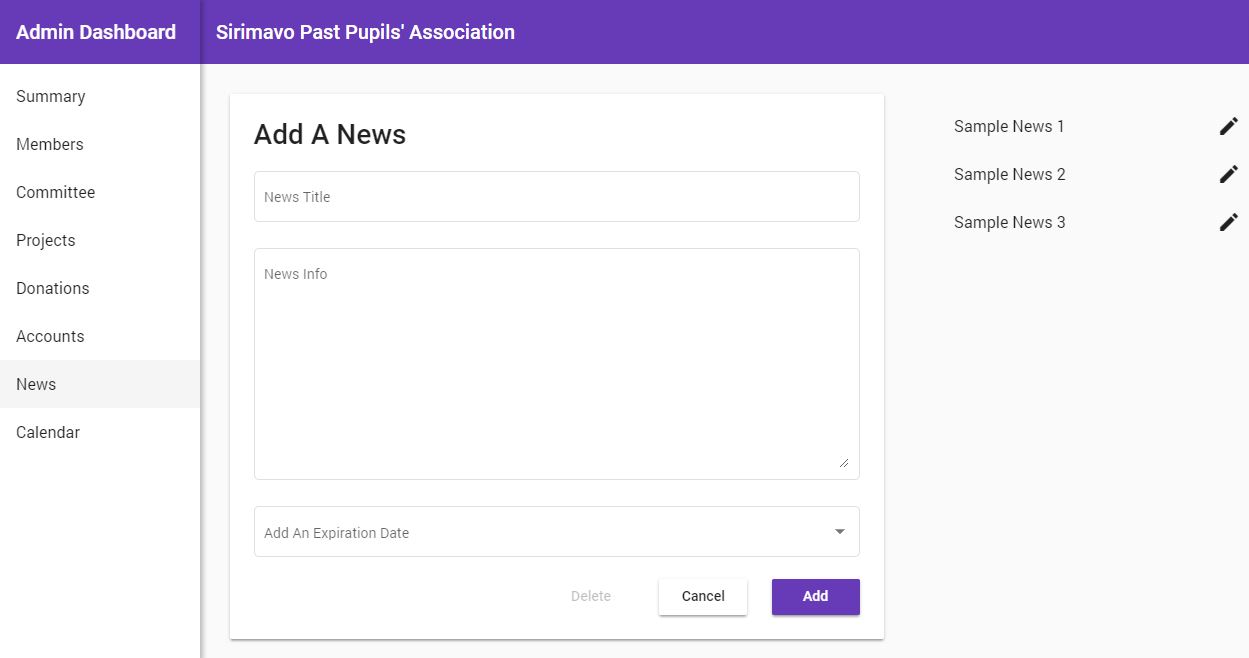 Admin Dashboard
Sirimavo Past Pupils' Association
Summary
Members
Committee
Projects
Donations
Accounts
News
Calendar
Add A News
News Title
News Info
Add An Expiration Date
Delete
Cancel
Add
Sample News 1
Sample News 2
Sample News 3